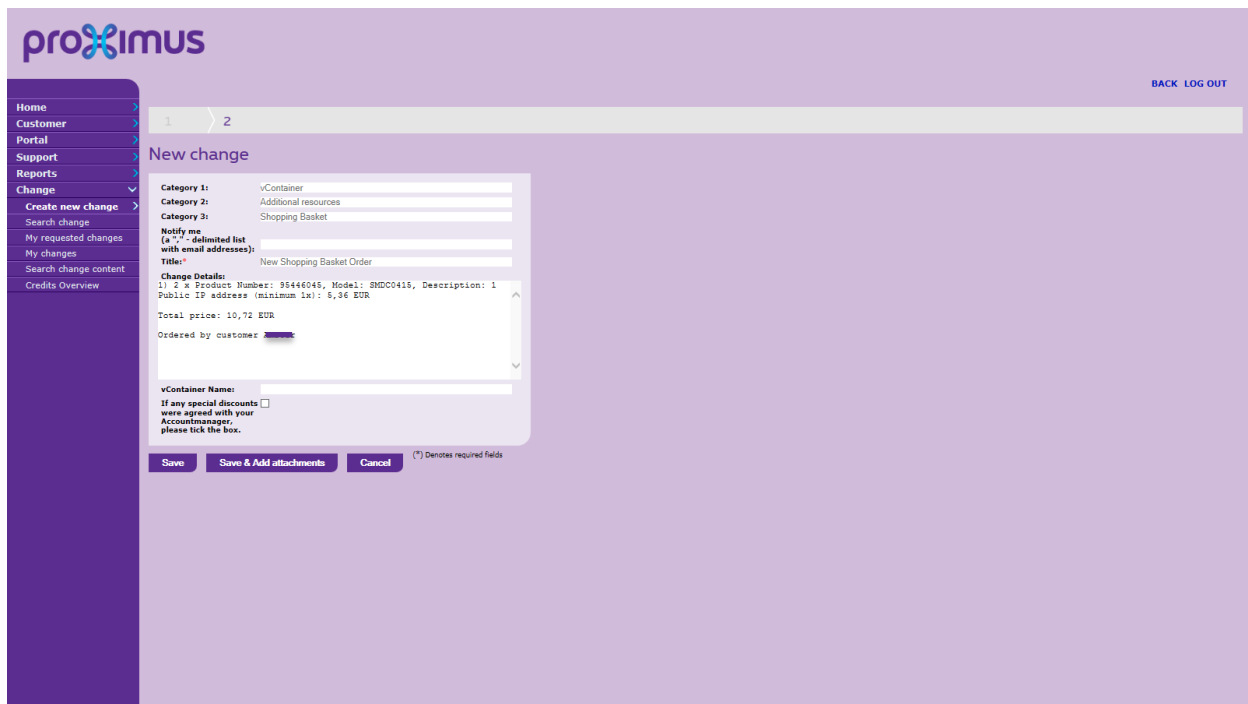 proximus
BACK LOG OUT
Home
Customer
Portal
Support
Reports
Change
Create new change
Search change
My requested changes
My changes
Search change content
Credits Overview
1
2
New change
Category 1: vContainer
Category 2: Additional resources
Category 3: Shopping Basket
Notify me
(a "," - delimited list
with email addresses):
Title:* New Shopping Basket Order
Change Details:
1) 2 x Product Number: 95446045, Model: SMDC0415, Description: 1
Public IP address (minimum 1x): 5,36 EUR
Total price: 10,72 EUR
Ordered by customer
vContainer Name:
If any special discounts
were agreed with your
Accountmanager,
please tick the box.
Save Save & Add attachments Cancel (*) Denotes required fields